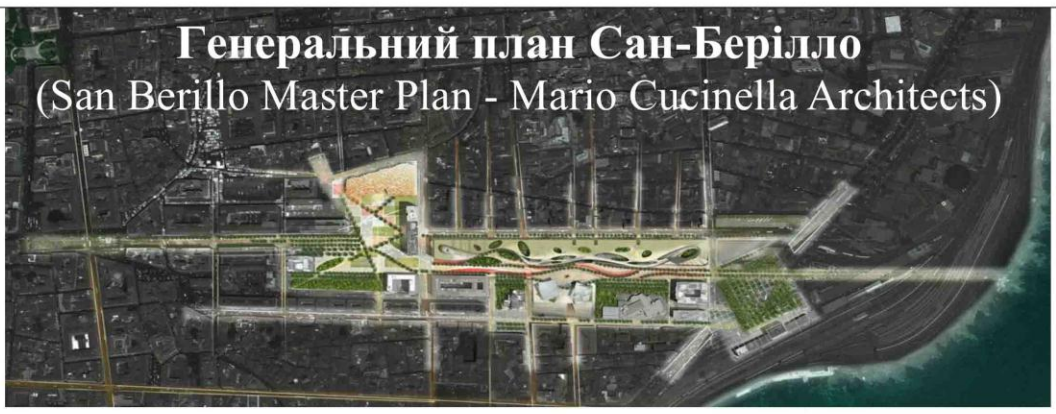 Генеральний план Сан-Берілло
(San Berillo Master Plan - Mario Cucinella Architects)